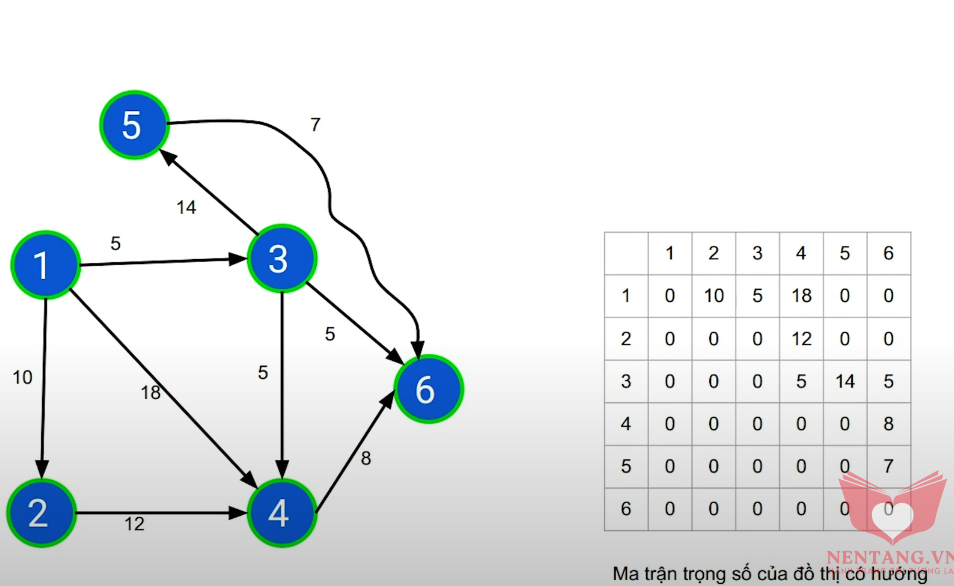 5
7
14
5
1
3
5
10
18
5
6
8
2
12
4
1 2 3 4 5 6
1 0 10 5 18 0 0
2 0 0 0 12 0 0
3 0 0 0 5 14 5
4 0 0 0 0 0 8
5 0 0 0 0 0 7
6 0 0 0 0 0 0
NENTANG.VN
Ma trận trọng số của đồ thị có hướng